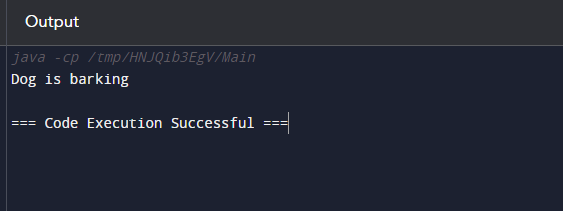 Output
java -cp /tmp/HNJQib3EgV/Main
Dog is barking
=== Code Execution Successful ===